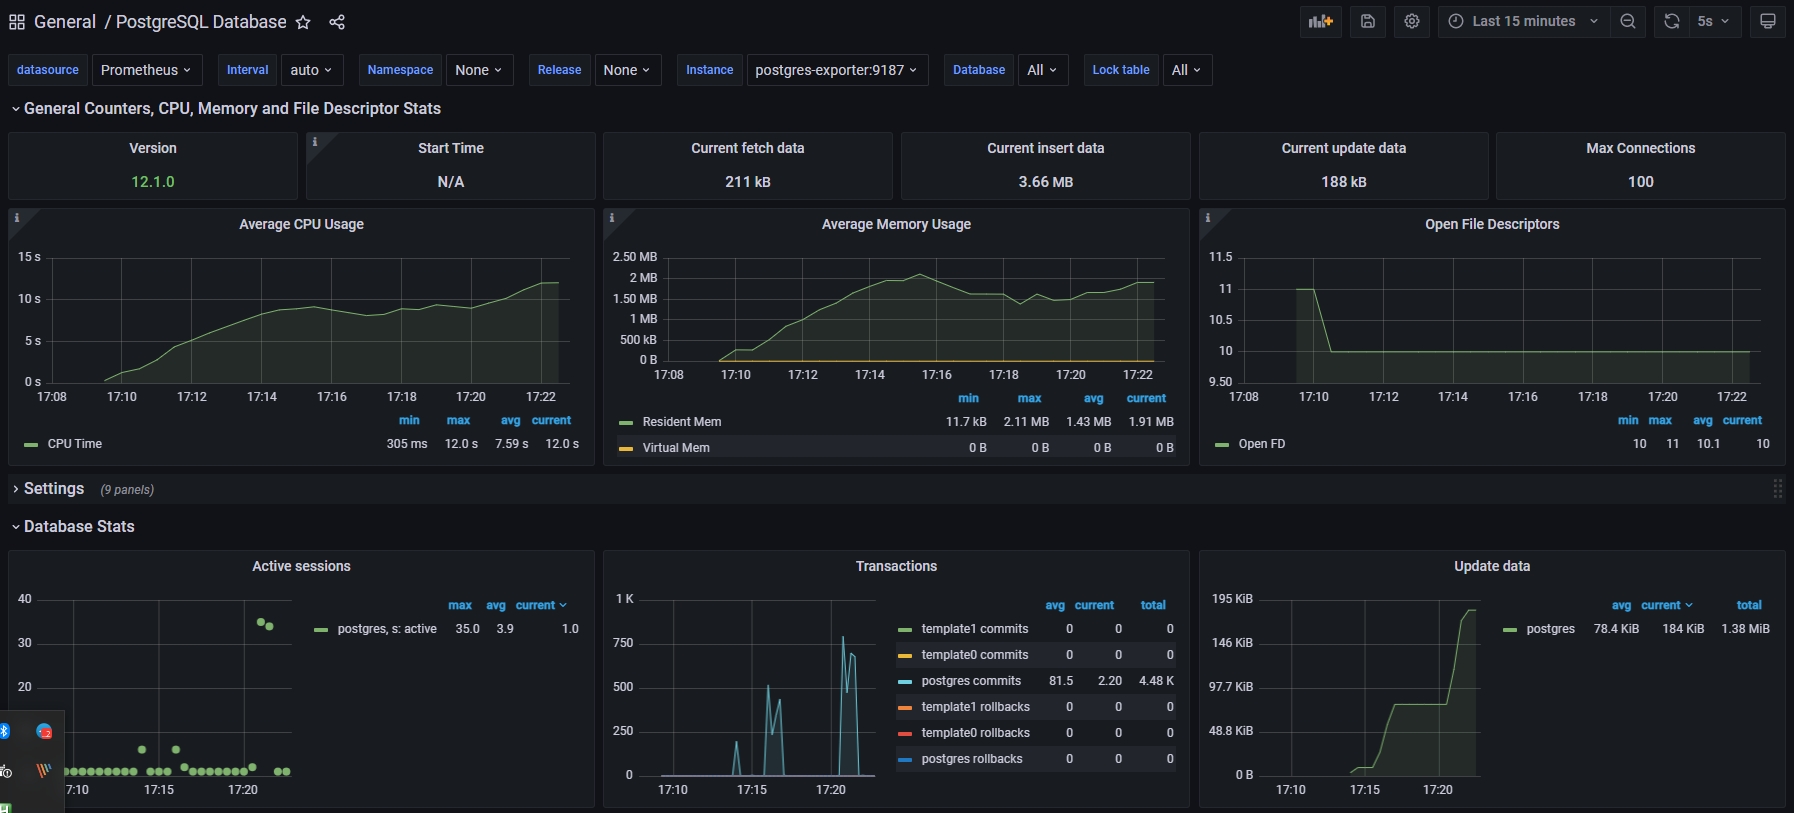 General / PostgreSQL Database
Last 15 minutes
5s
datasource Prometheus Interval auto Namespace None Release None Instance postgres-exporter:9187 Database All Lock table All
General Counters, CPU, Memory and File Descriptor Stats
Version
12.1.0
Start Time
N/A
Current fetch data
211 kB
Current insert data
3.66 MB
Current update data
188 kB
Max Connections
100
Average CPU Usage
15 s
10 s
5 s
0 s
17:08 17:10 17:12 17:14 17:16 17:18 17:20 17:22
min max avg current
CPU Time 305 ms 12.0 s 7.59 s 12.0 s
Average Memory Usage
2.50 MB
2 MB
1.50 MB
1 MB
500 kB
0 B
17:08 17:10 17:12 17:14 17:16 17:18 17:20 17:22
min max avg current
Resident Mem 11.7 kB 2.11 MB 1.43 MB 1.91 MB
Virtual Mem 0 B 0 B 0 B 0 B
Open File Descriptors
11.5
11
10.5
10
9.50
17:08 17:10 17:12 17:14 17:16 17:18 17:20 17:22
min max avg current
Open FD 10 11 10.1 10
Settings (9 panels)
Database Stats
Active sessions
40
30
20
7:10 17:15 17:20
max avg current
postgres, s: active 35.0 3.9 1.0
Transactions
1 K
750
500
250
0
17:10 17:15 17:20
avg current total
template1 commits 0 0 0
template0 commits 0 0 0
postgres commits 81.5 2.20 4.48 K
template1 rollbacks 0 0 0
template0 rollbacks 0 0 0
postgres rollbacks 0 0 0
Update data
195 KiB
146 KiB
97.7 KiB
48.8 KiB
0 B
17:10 17:15 17:20
avg current total
postgres 78.4 KiB 184 KiB 1.38 MiB